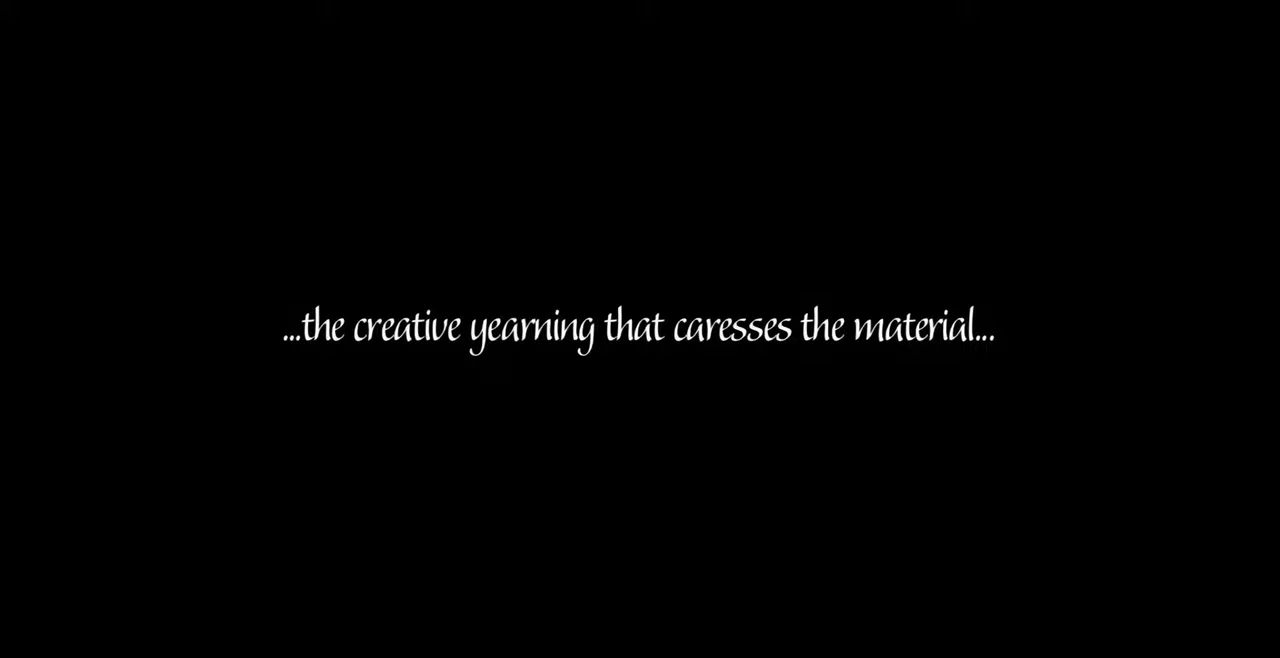 ...the creative yearning that caresses the material...